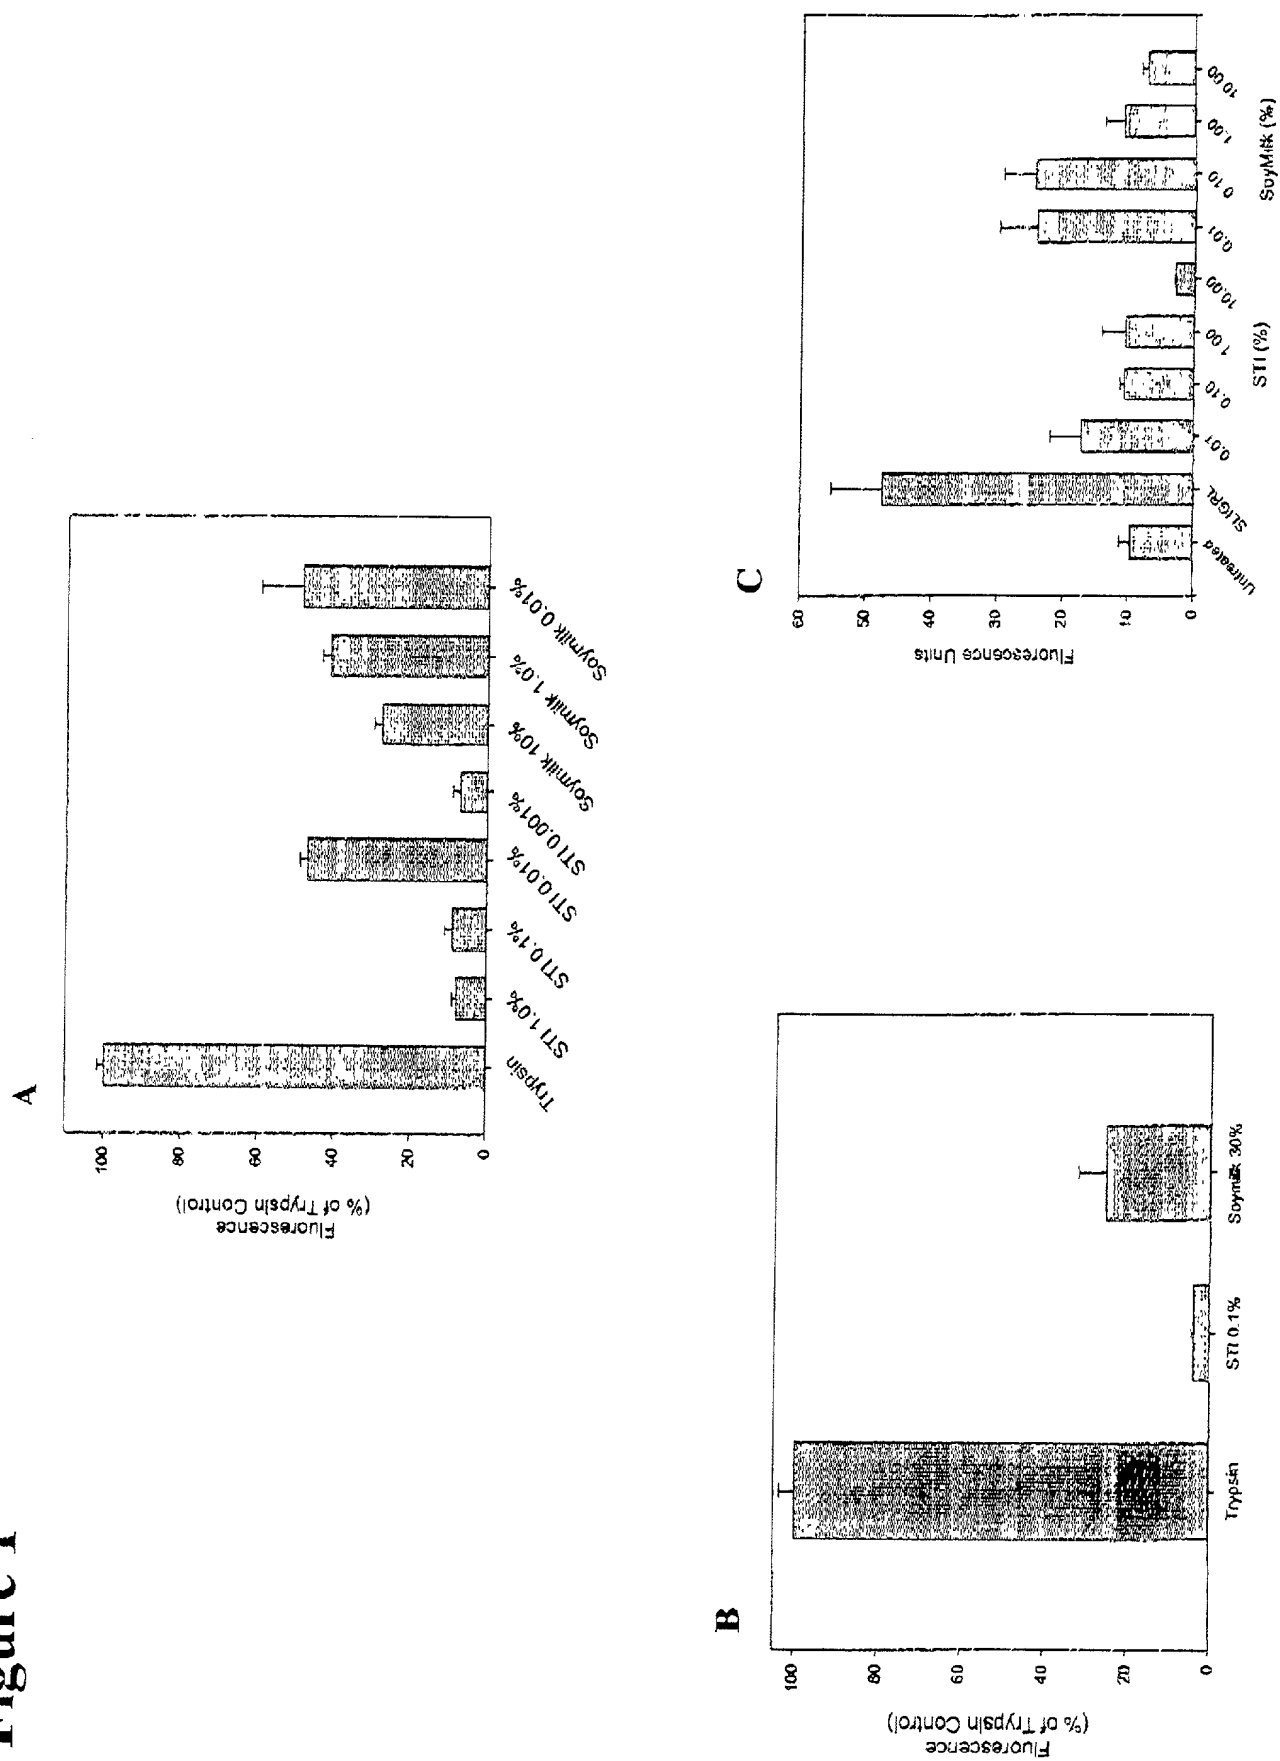 Figure 1
A
Fluorescence
(% of Trypsin Control)
100
80
60
40
20
0
Trypsin
STI 1.0%
STI 0.1%
STI 0.01%
STI 0.001%
Soymilk 10%
Soymilk 1.0%
Soymilk 0.01%
B
Fluorescence
(% of Trypsin Control)
100
80
60
40
20
0
Trypsin
STI 0.1%
Soymilk 30%
C
Fluorescence Units
60
50
40
30
20
10
0
Untreated
SLIGRL
0.01
0.10
1.00
10.00
0.01
0.10
1.00
10.00
STI (%)
SoyMilk (%)